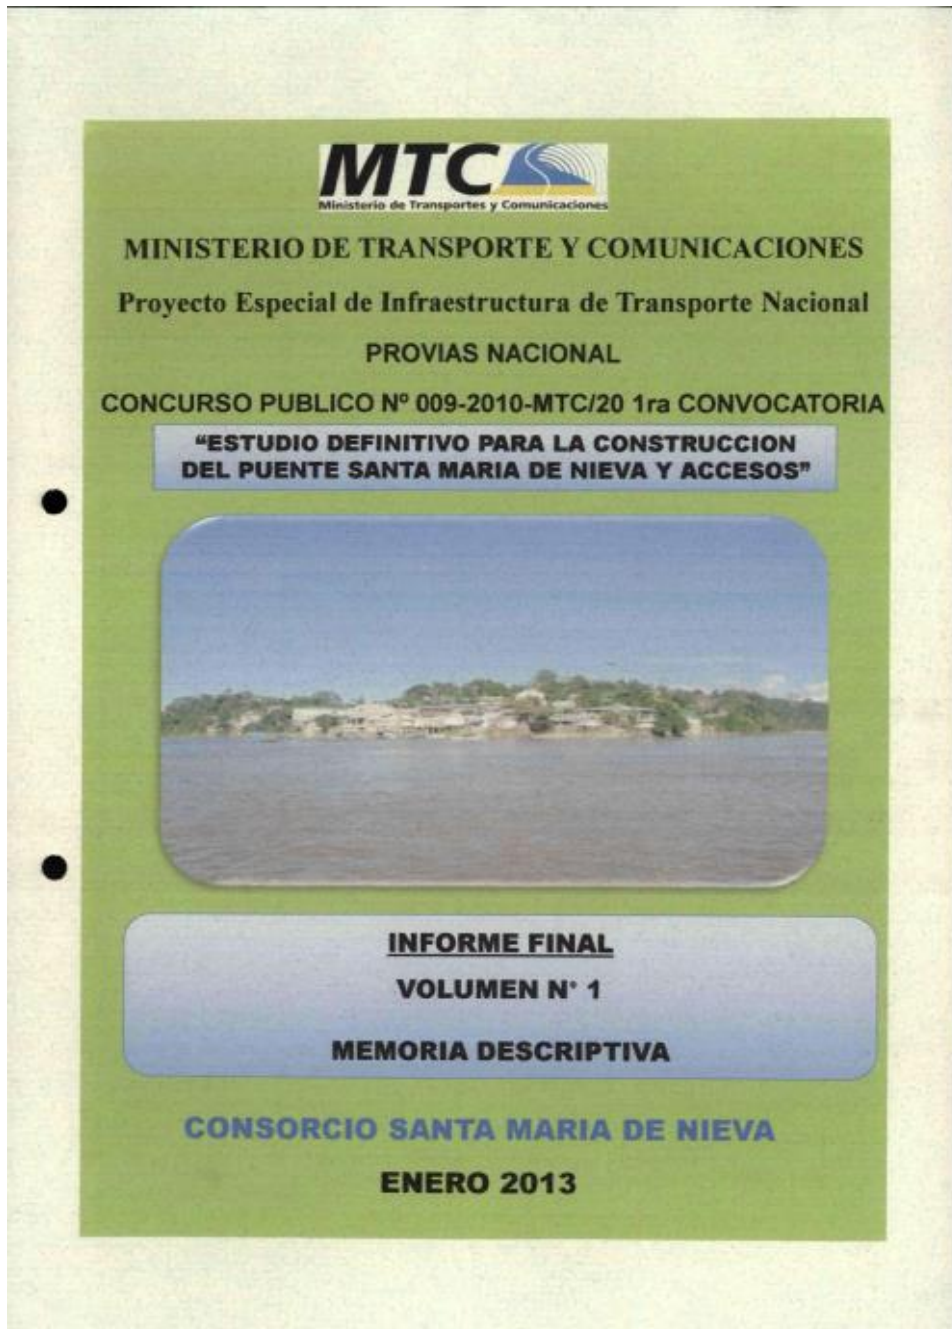 MTC
Ministerio de Transportes y Comunicaciones
MINISTERIO DE TRANSPORTE Y COMUNICACIONES
Proyecto Especial de Infraestructura de Transporte Nacional
PROVIAS NACIONAL
CONCURSO PUBLICO Nº 009-2010-MTC/20 1ra CONVOCATORIA
“ESTUDIO DEFINITIVO PARA LA CONSTRUCCION
DEL PUENTE SANTA MARIA DE NIEVA Y ACCESOS”
INFORME FINAL
VOLUMEN N° 1
MEMORIA DESCRIPTIVA
CONSORCIO SANTA MARIA DE NIEVA
ENERO 2013